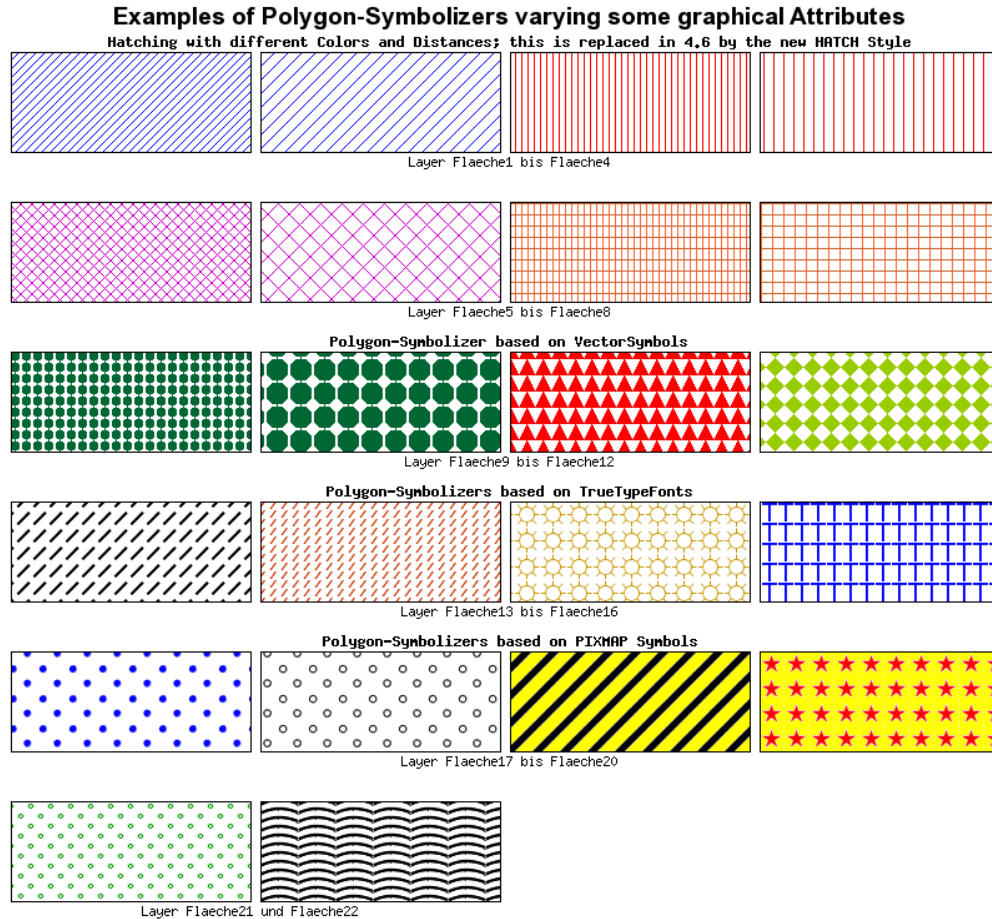 Examples of Polygon-Symbolizers varying some graphical Attributes
Hatching with different Colors and Distances; this is replaced in 4.6 by the new HATCH Style
Layer Flaeche1 bis Flaeche4
Layer Flaeche5 bis Flaeche8
Polygon-Symbolizer based on VectorSymbols
Layer Flaeche9 bis Flaeche12
Polygon-Symbolizers based on TrueTypeFonts
Layer Flaeche13 bis Flaeche16
Polygon-Symbolizers based on PIXMAP Symbols
Layer Flaeche17 bis Flaeche20
Layer Flaeche21 und Flaeche22